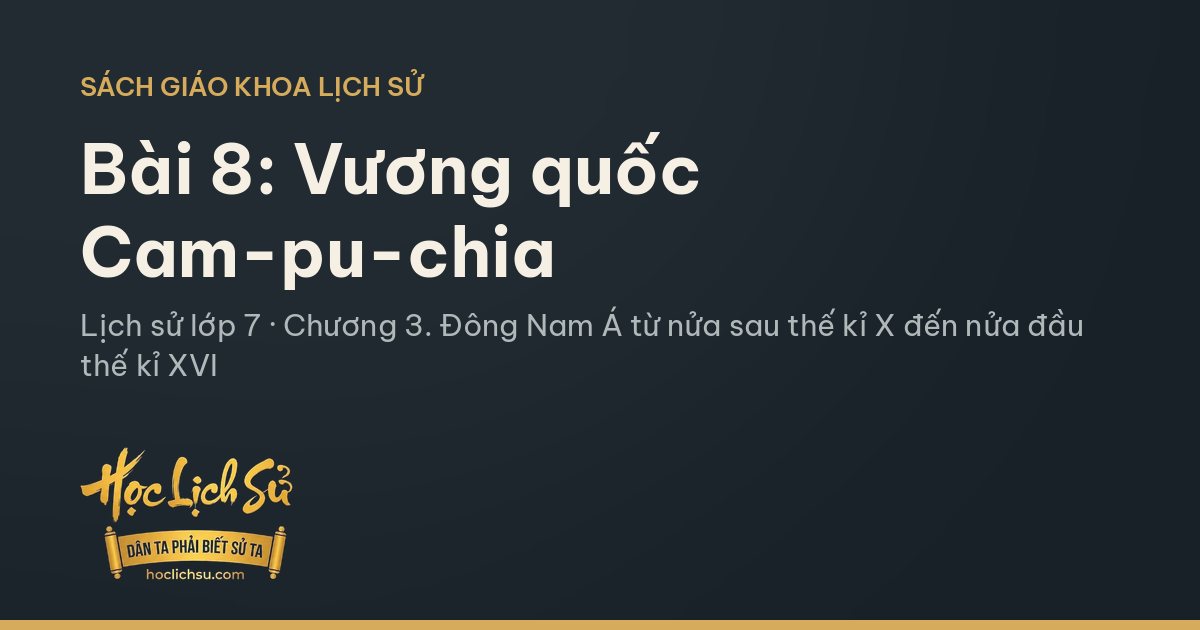 SÁCH GIÁO KHOA LỊCH SỬ
Bài 8: Vương quốc
Cam-pu-chia
Lịch sử lớp 7 · Chương 3. Đông Nam Á từ nửa sau thế kỉ X đến nửa đầu
thế kỉ XVI
Học Lịch Sử
DÂN TA PHẢI BIẾT SỬ TA
hoclichsu.com